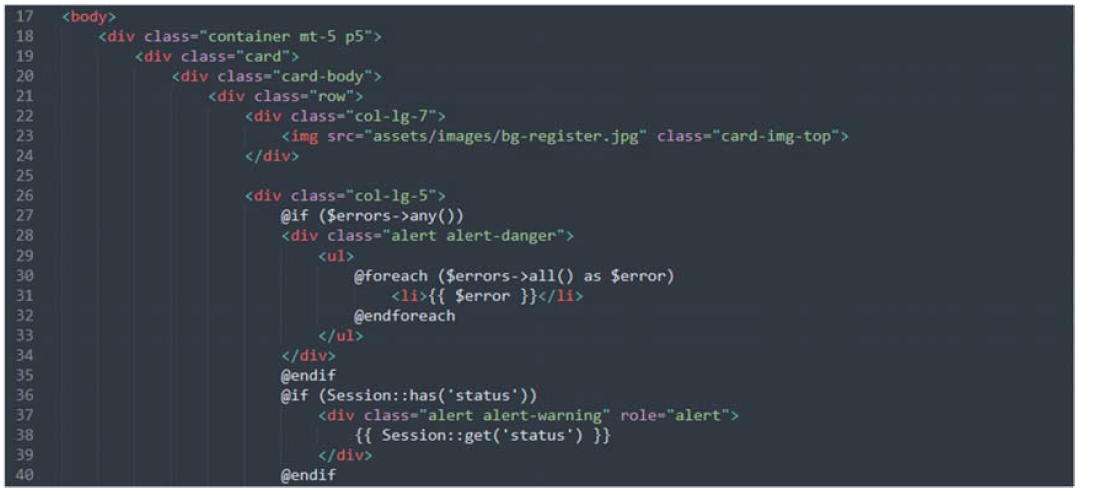 17 <body>
18 <div class="container mt-5 p5">
19 <div class="card">
20 <div class="card-body">
21 <div class="row">
22 <div class="col-lg-7">
23 <img src="assets/images/bg-register.jpg" class="card-img-top">
24 </div>
25
26 <div class="col-lg-5">
27 @if ($errors->any())
28 <div class="alert alert-danger">
29 <ul>
30 @foreach ($errors->all() as $error)
31 <li>{{ $error }}</li>
32 @endforeach
33 </ul>
34 </div>
35 @endif
36 @if (Session::has('status'))
37 <div class="alert alert-warning" role="alert">
38 {{ Session::get('status') }}
39 </div>
40 @endif